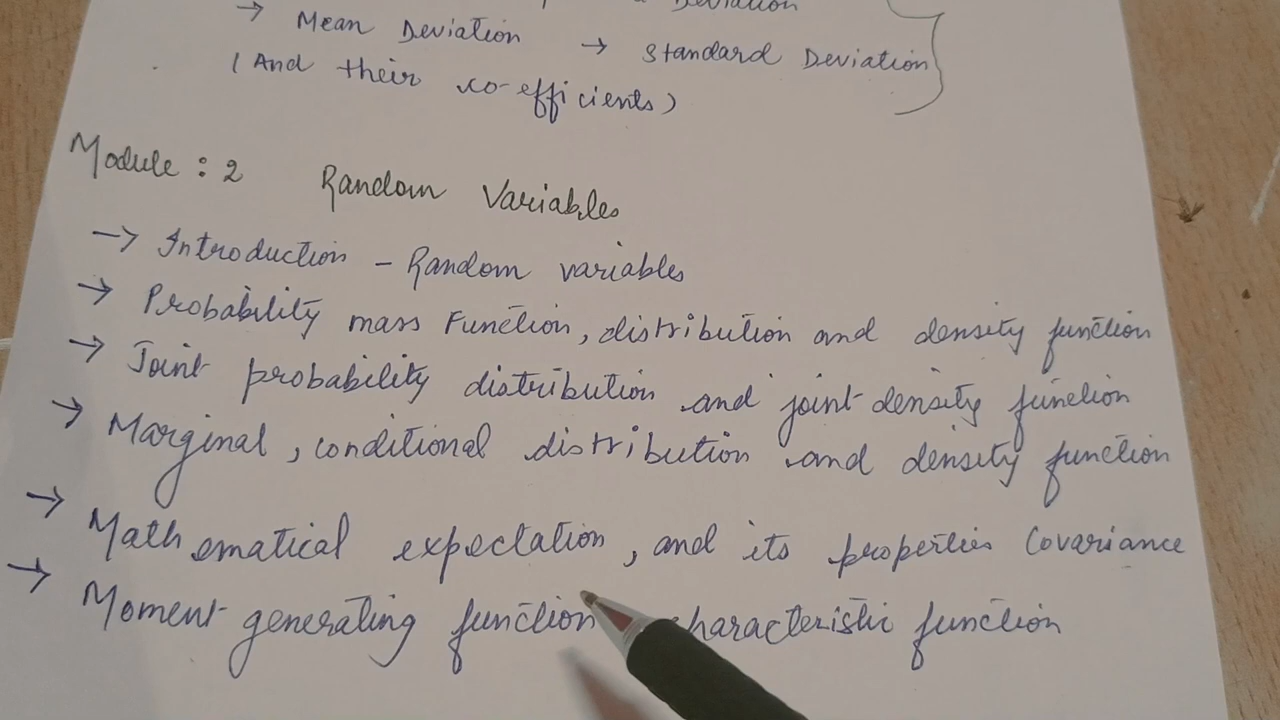 Deviation
→ Mean Deviation → Standard Deviation
(And their co-efficients)
Module : 2 Random Variables
→ Introduction - Random variables
→ Probability mass Function, distribution and density function
→ Joint probability distribution and joint density function
→ Marginal, conditional distribution and density function
→ Mathematical expectation, and its properties Covariance
→ Moment generating function characteristic function